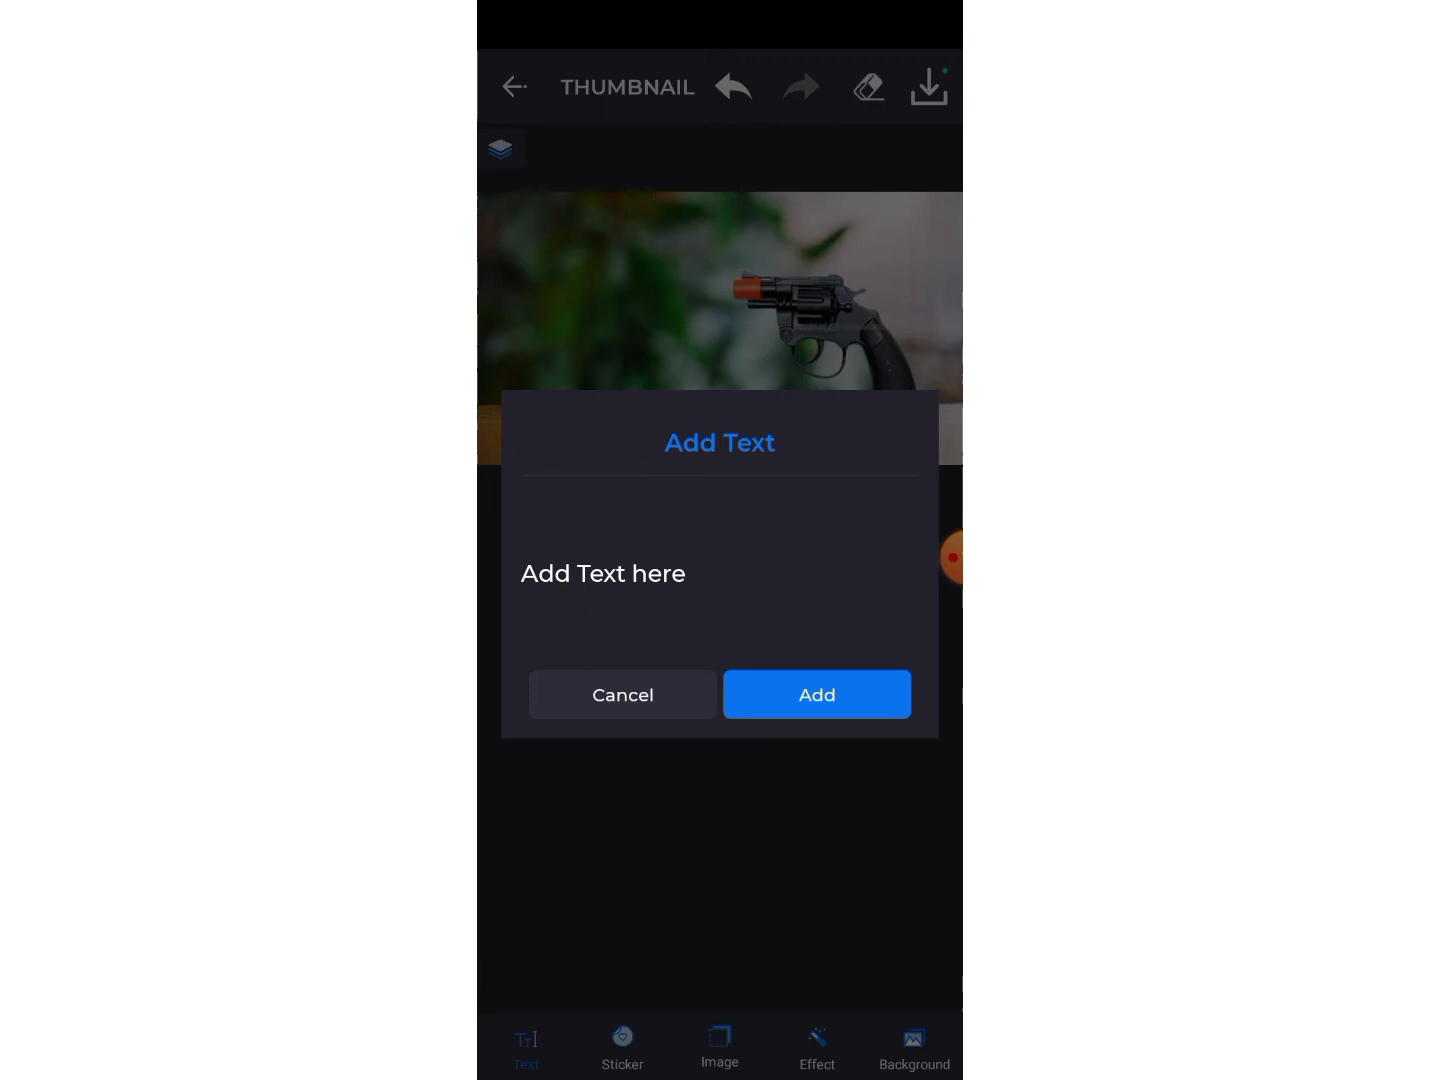 THUMBNAIL
Add Text
Add Text here
Cancel
Add
Text
Sticker
Image
Effect
Background